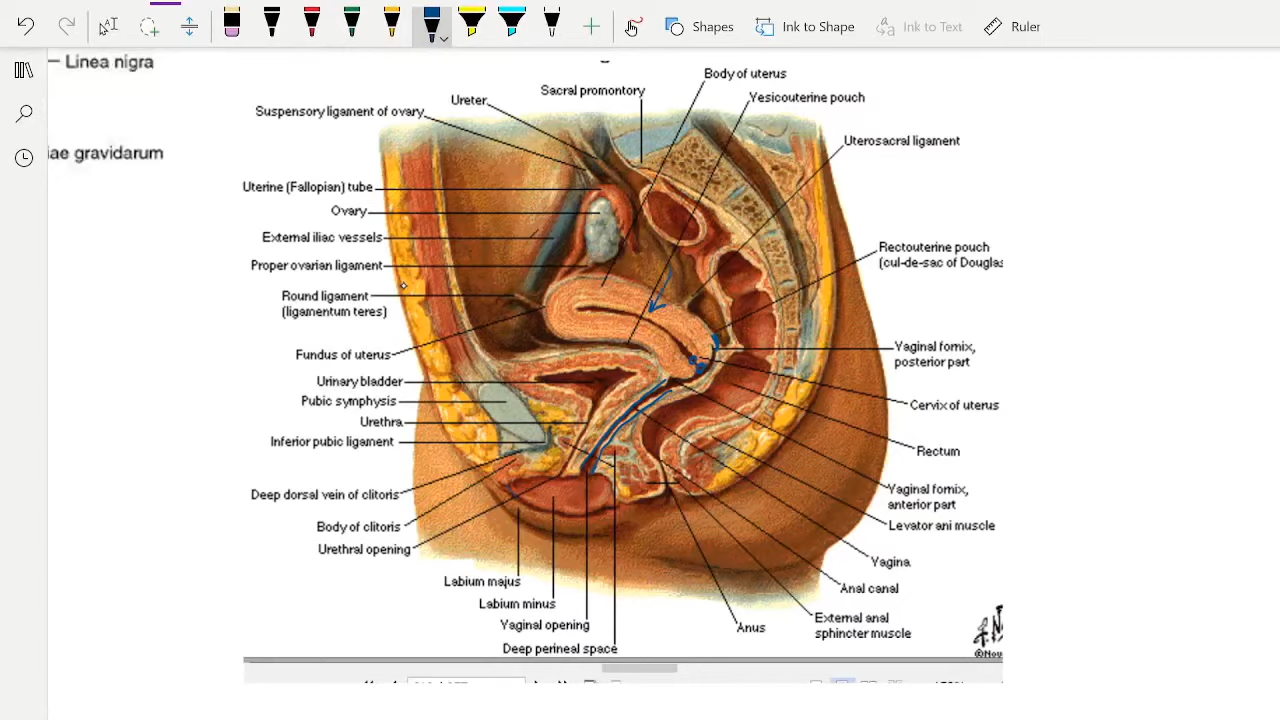 Shapes
Ink to Shape
Ink to Text
Ruler
– Linea nigra
iae gravidarum
Body of uterus
Sacral promontory
Yesicouterine pouch
Ureter
Suspensory ligament of ovary
Uterosacral ligament
Uterine (Fallopian) tube
Ovary
External iliac vessels
Rectouterine pouch
(cul-de-sac of Douglas
Proper ovarian ligament
Round ligament
(ligamentum teres)
Fundus of uterus
Yaginal fornix,
posterior part
Urinary bladder
Pubic symphysis
Cervix of uterus
Urethra
Inferior pubic ligament
Rectum
Deep dorsal vein of clitoris
Yaginal fornix,
anterior part
Body of clitoris
Levator ani muscle
Urethral opening
Yagina
Labium majus
Anal canal
Labium minus
External anal
sphincter muscle
Yaginal opening
Anus
Deep perineal space